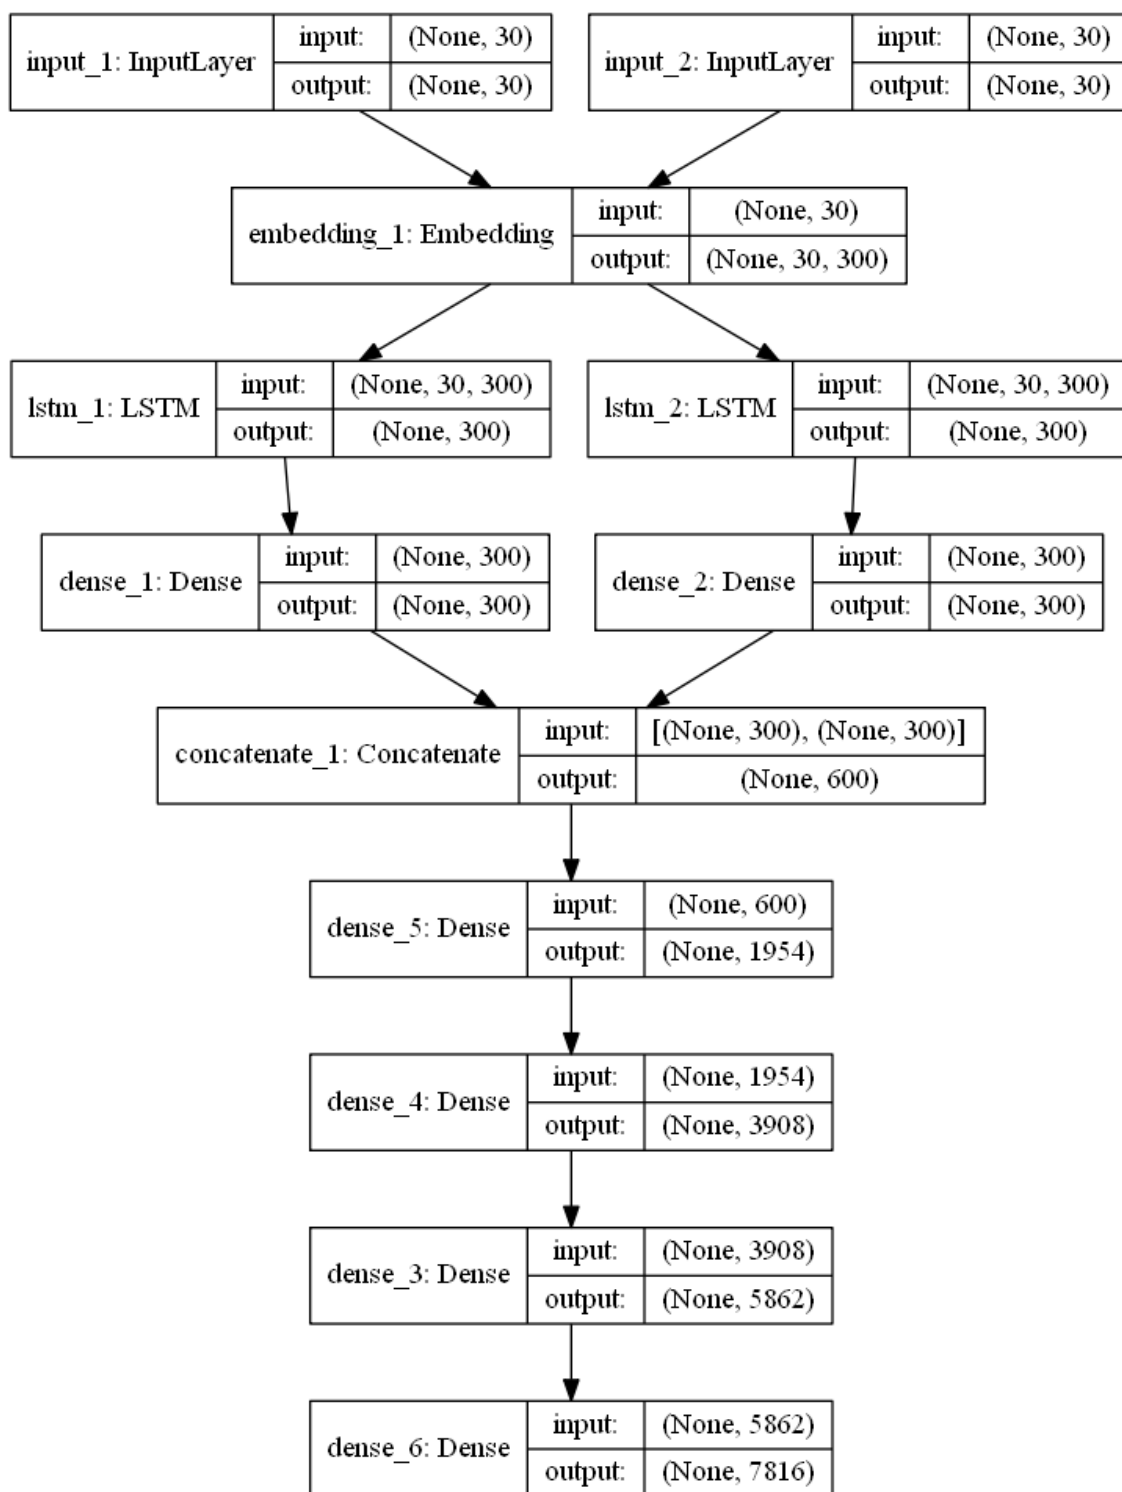 input_1: InputLayer input: (None, 30)
output: (None, 30)
input_2: InputLayer input: (None, 30)
output: (None, 30)
embedding_1: Embedding input: (None, 30)
output: (None, 30, 300)
lstm_1: LSTM input: (None, 30, 300)
output: (None, 300)
lstm_2: LSTM input: (None, 30, 300)
output: (None, 300)
dense_1: Dense input: (None, 300)
output: (None, 300)
dense_2: Dense input: (None, 300)
output: (None, 300)
concatenate_1: Concatenate input: [(None, 300), (None, 300)]
output: (None, 600)
dense_5: Dense input: (None, 600)
output: (None, 1954)
dense_4: Dense input: (None, 1954)
output: (None, 3908)
dense_3: Dense input: (None, 3908)
output: (None, 5862)
dense_6: Dense input: (None, 5862)
output: (None, 7816)